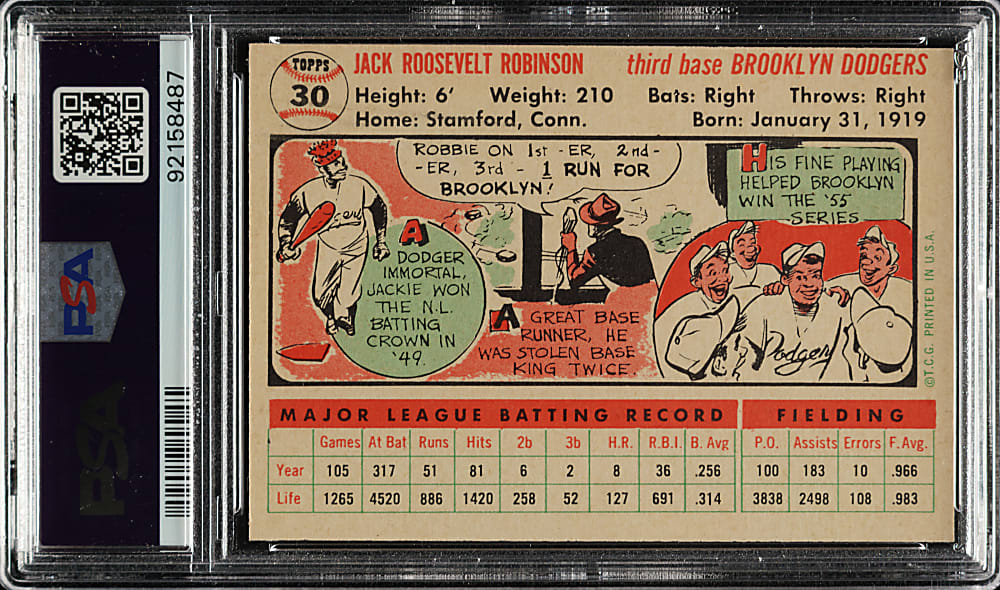 92158487
PSA
PSA
TOPPS
30
JACK ROOSEVELT ROBINSON third base BROOKLYN DODGERS
Height: 6' Weight: 210 Bats: Right Throws: Right
Home: Stamford, Conn. Born: January 31, 1919
ROBBIE ON 1st -ER, 2nd-
-ER, 3rd - 1 RUN FOR
BROOKLYN!
HIS FINE PLAYING
HELPED BROOKLYN
WIN THE '55
SERIES
A
DODGER
IMMORTAL,
JACKIE WON
THE N.L.
BATTING
CROWN IN
'49.
A GREAT BASE
RUNNER, HE
WAS STOLEN BASE
KING TWICE.
Dodgers
©T.C.G. PRINTED IN U.S.A.
MAJOR LEAGUE BATTING RECORD FIELDING
Games At Bat Runs Hits 2b 3b H.R. R.B.I. B. Avg P.O. Assists Errors F. Avg.
Year 105 317 51 81 6 2 8 36 .256 100 183 10 .966
Life 1265 4520 886 1420 258 52 127 691 .314 3838 2498 108 .983